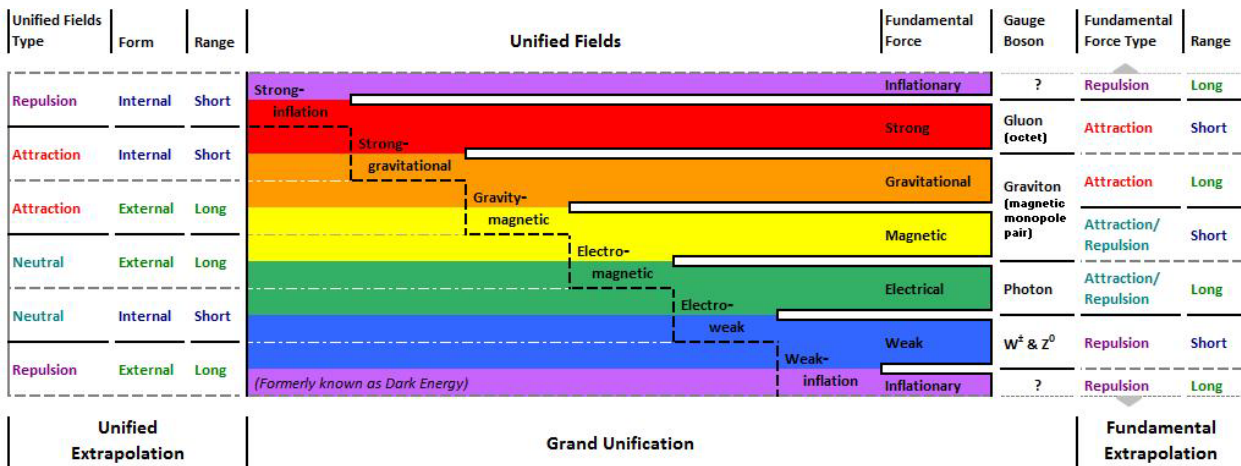 Unified Fields
Type
Form
Range
Unified Fields
Fundamental
Force
Gauge
Boson
Fundamental
Force Type
Range
Repulsion Internal Short
Attraction Internal Short
Attraction External Long
Neutral External Long
Neutral Internal Short
Repulsion External Long
Strong-
inflation
Strong-
gravitational
Gravity-
magnetic
Electro-
magnetic
Electro-
weak
Weak-
inflation
(Formerly known as Dark Energy)
Inflationary
Strong
Gravitational
Magnetic
Electrical
Weak
Inflationary
?
Gluon
(octet)
Graviton
(magnetic
monopole
pair)
Photon
W± & Z⁰
?
Repulsion Long
Attraction Short
Attraction Long
Attraction/
Repulsion Short
Attraction/
Repulsion Long
Repulsion Short
Repulsion Long
Unified
Extrapolation
Grand Unification
Fundamental
Extrapolation